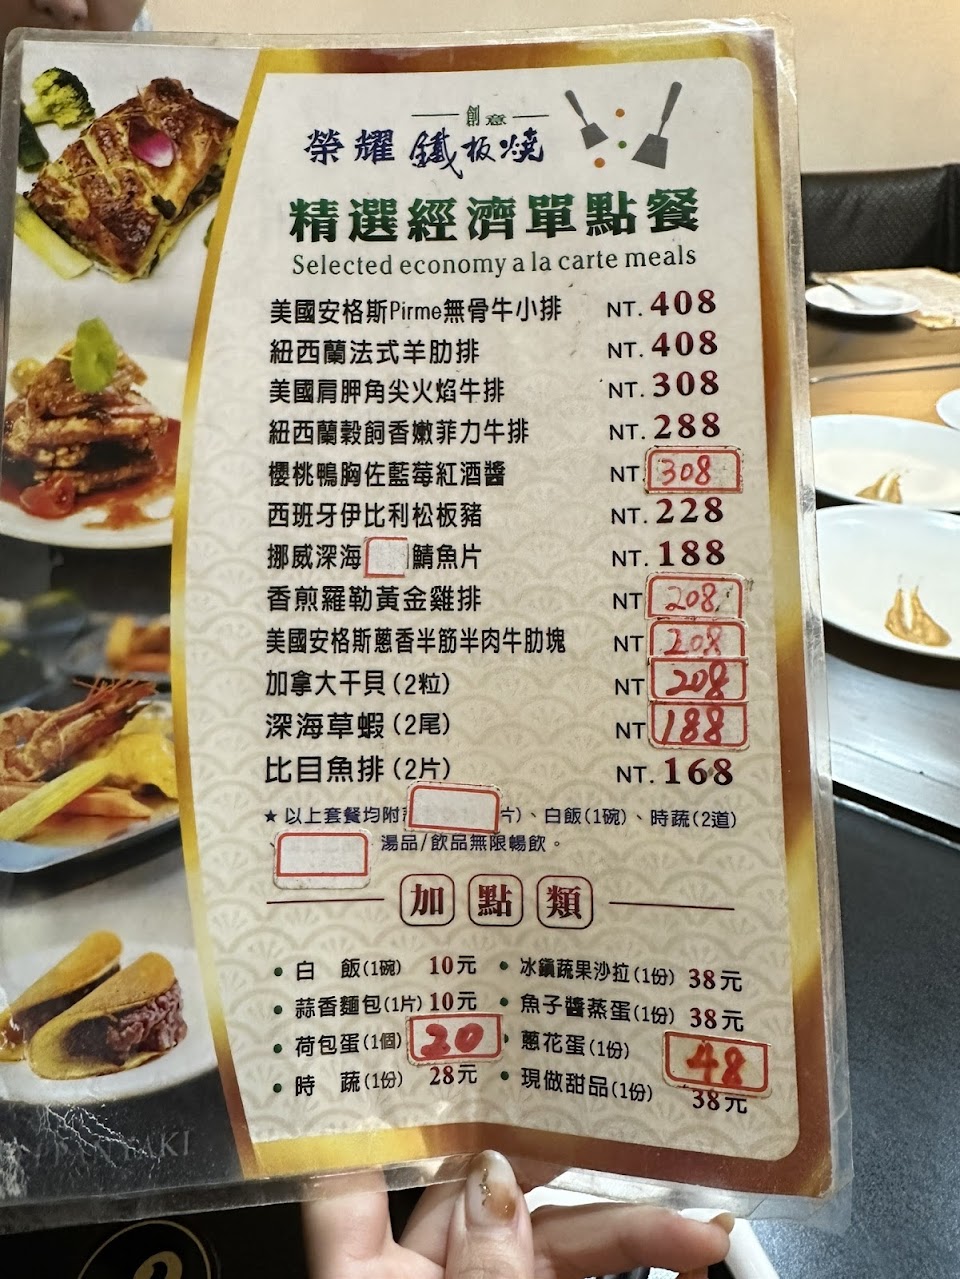 創意
榮耀 鐵板燒
精選經濟單點餐
Selected economy a la carte meals
美國安格斯Pirme無骨牛小排 NT. 408
紐西蘭法式羊肋排 NT. 408
美國肩胛角尖火焰牛排 NT. 308
紐西蘭穀飼香嫩菲力牛排 NT. 288
櫻桃鴨胸佐藍莓紅酒醬 NT 308
西班牙伊比利松板豬 NT. 228
挪威深海 鯖魚片 NT. 188
香煎羅勒黃金雞排 NT 208
美國安格斯蔥香半筋半肉牛肋塊 NT 208
加拿大干貝(2粒) NT 208
深海草蝦(2尾) NT 188
比目魚排(2片) NT. 168
★以上套餐均附 片)、白飯(1碗)、時蔬(2道)
、 湯品/飲品無限暢飲。
加點類
• 白 飯(1碗) 10元 • 冰鎮蔬果沙拉(1份) 38元
• 蒜香麵包(1片) 10元 • 魚子醬蒸蛋(1份) 38元
• 荷包蛋(1個) 20 • 蔥花蛋(1份) 48
• 時 蔬(1份) 28元 • 現做甜品(1份) 38元